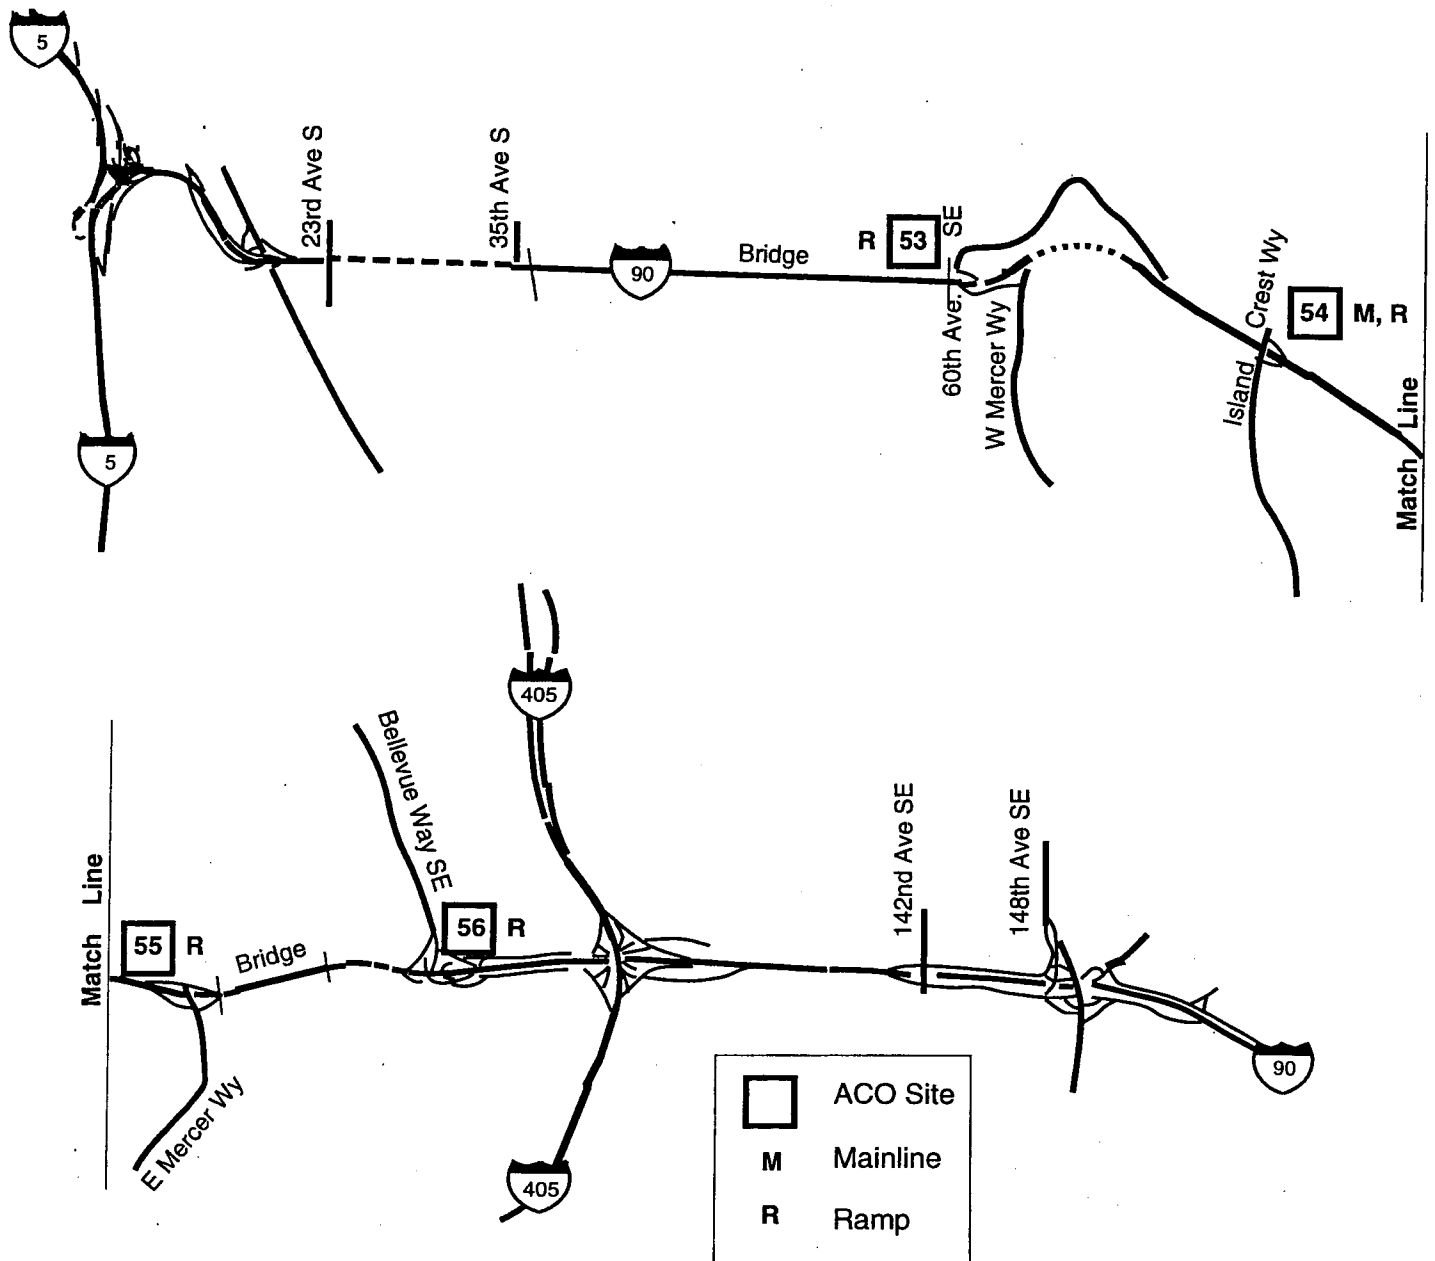 5
23rd Ave S
35th Ave S
90
Bridge
R 53
60th Ave. SE
W Mercer Wy
Island Crest Wy
54 M, R
Match Line
5
405
Bellevue Way SE
142nd Ave SE
148th Ave SE
Match Line
55 R
Bridge
56 R
E Mercer Wy
90
405
ACO Site
M Mainline
R Ramp